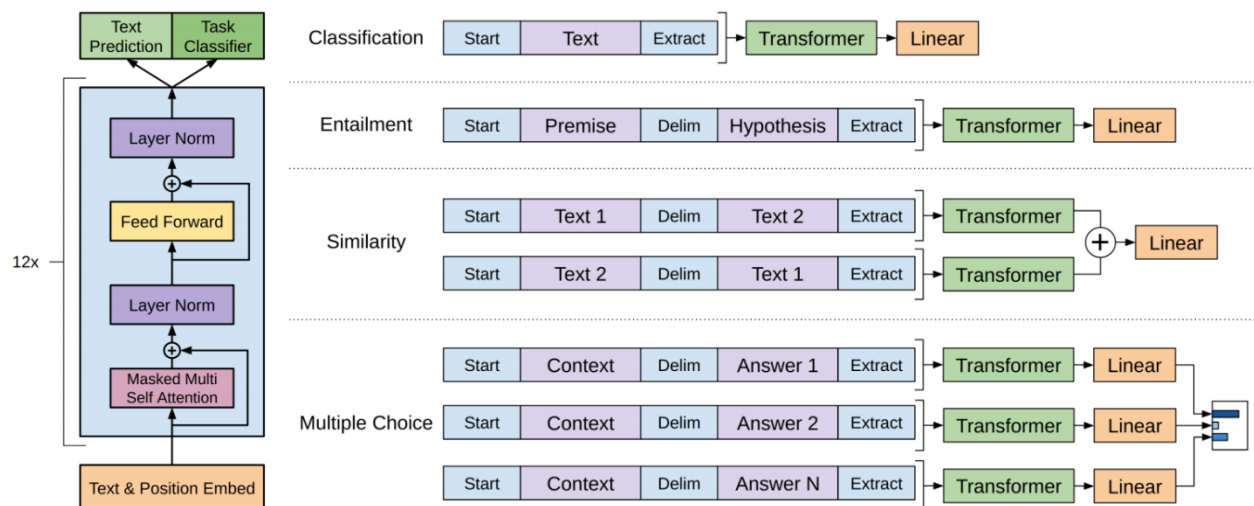 Text Prediction
Task Classifier
12x
Layer Norm
+
Feed Forward
Layer Norm
+
Masked Multi Self Attention
Text & Position Embed
Classification
Start Text Extract Transformer Linear
Entailment
Start Premise Delim Hypothesis Extract Transformer Linear
Similarity
Start Text 1 Delim Text 2 Extract Transformer
+ Linear
Start Text 2 Delim Text 1 Extract Transformer
Multiple Choice
Start Context Delim Answer 1 Extract Transformer Linear
Start Context Delim Answer 2 Extract Transformer Linear
Start Context Delim Answer N Extract Transformer Linear